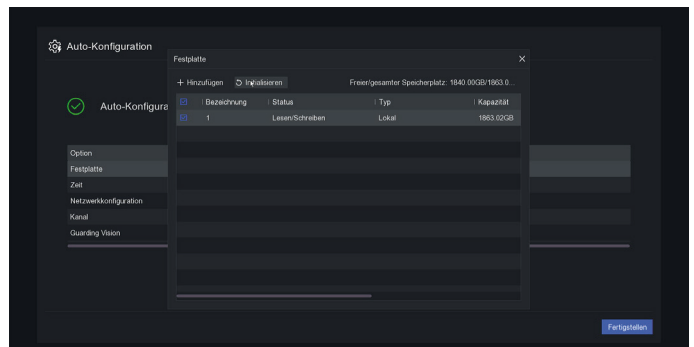 Auto-Konfiguration
Festplatte
Hinzufügen Initialisieren Freier/gesamter Speicherplatz: 1840.00GB/1863.0...
Bezeichnung Status Typ Kapazität
1 Lesen/Schreiben Lokal 1863.02GB
Auto-Konfigura
Option
Festplatte
Zeit
Netzwerkkonfiguration
Kanal
Guarding Vision
Fertigstellen